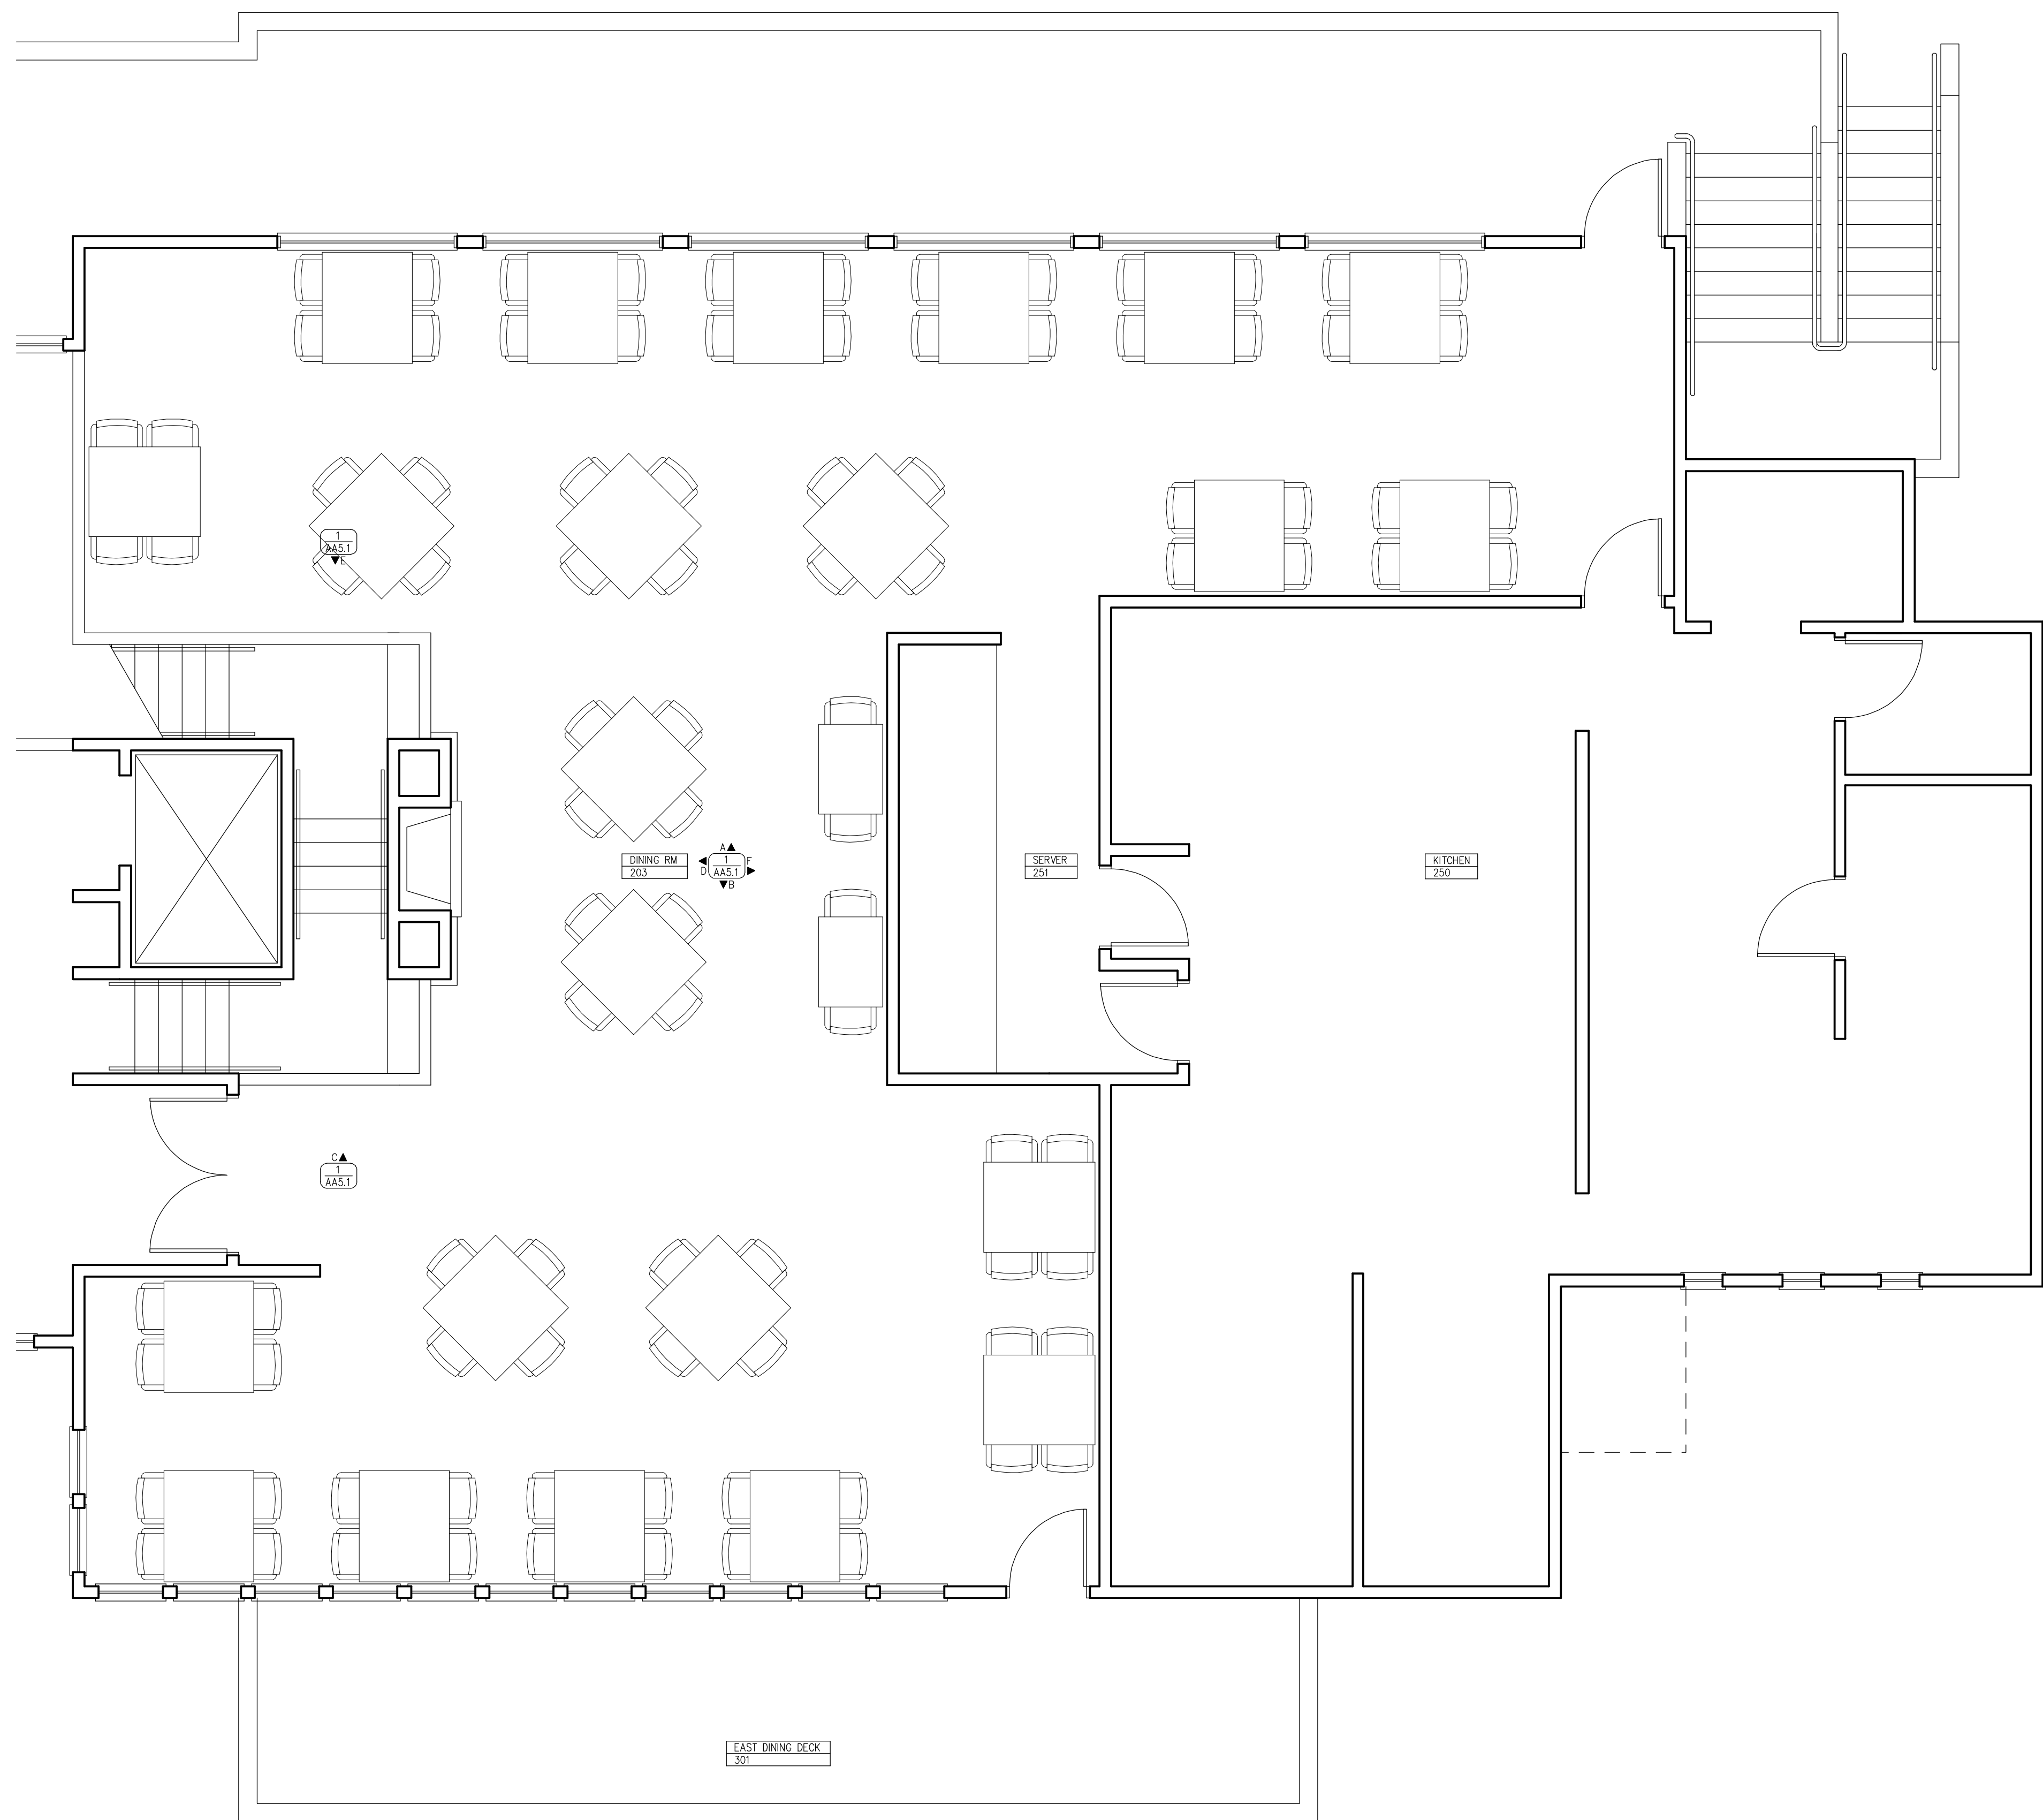 1
AA5.1
E
A
DINING RM
203
D
1
AA5.1
F
B
SERVER
251
KITCHEN
250
C
1
AA5.1
EAST DINING DECK
301